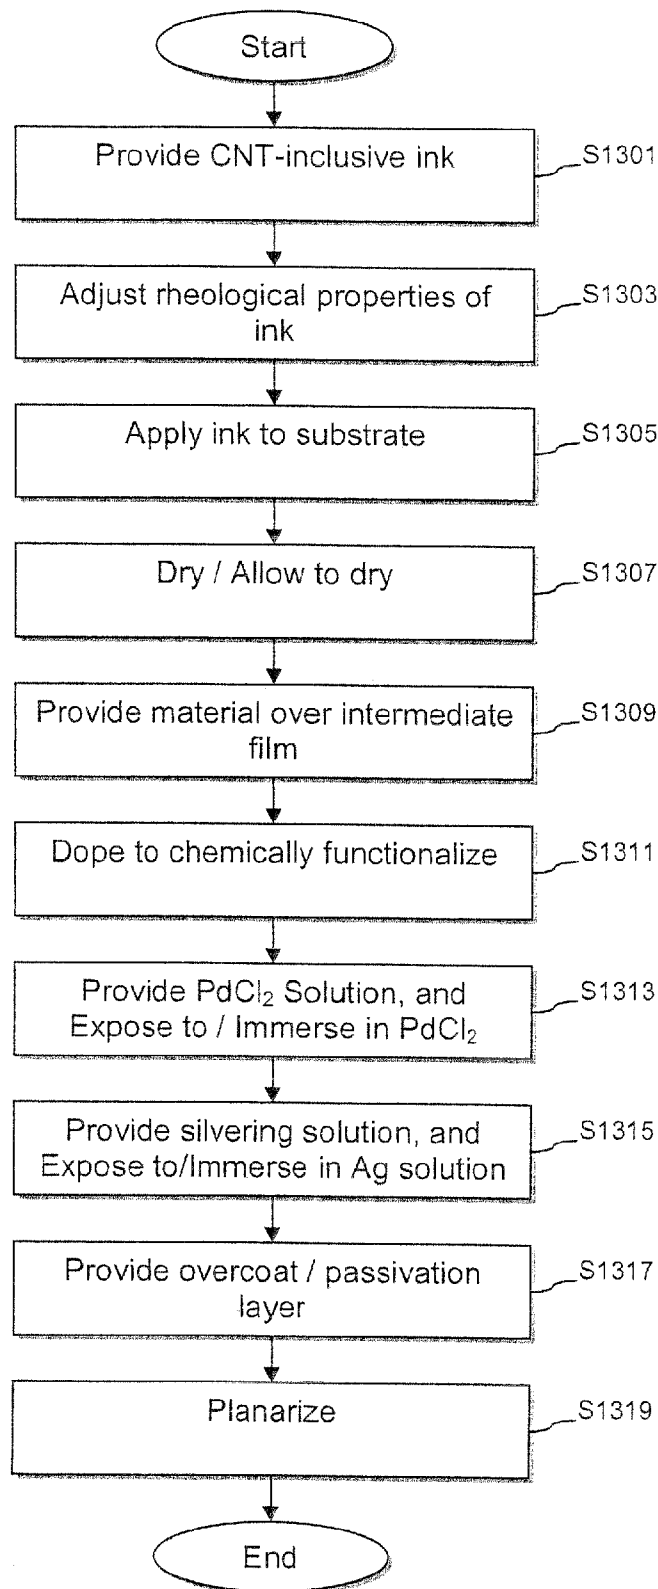 Start
Provide CNT-inclusive ink
S1301
Adjust rheological properties of
ink
S1303
Apply ink to substrate
S1305
Dry / Allow to dry
S1307
Provide material over intermediate
film
S1309
Dope to chemically functionalize
S1311
Provide PdCl₂ Solution, and
Expose to / Immerse in PdCl₂
S1313
Provide silvering solution, and
Expose to/Immerse in Ag solution
S1315
Provide overcoat / passivation
layer
S1317
Planarize
S1319
End